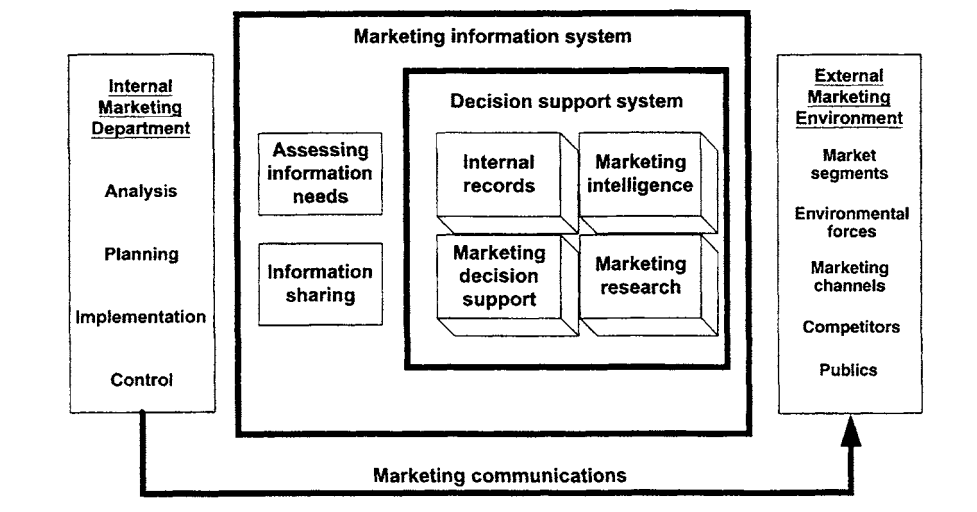 Marketing information system
Internal
Marketing
Department
Analysis
Planning
Implementation
Control
Assessing
information
needs
Information
sharing
Decision support system
Internal
records
Marketing
intelligence
Marketing
decision
support
Marketing
research
External
Marketing
Environment
Market
segments
Environmental
forces
Marketing
channels
Competitors
Publics
Marketing communications